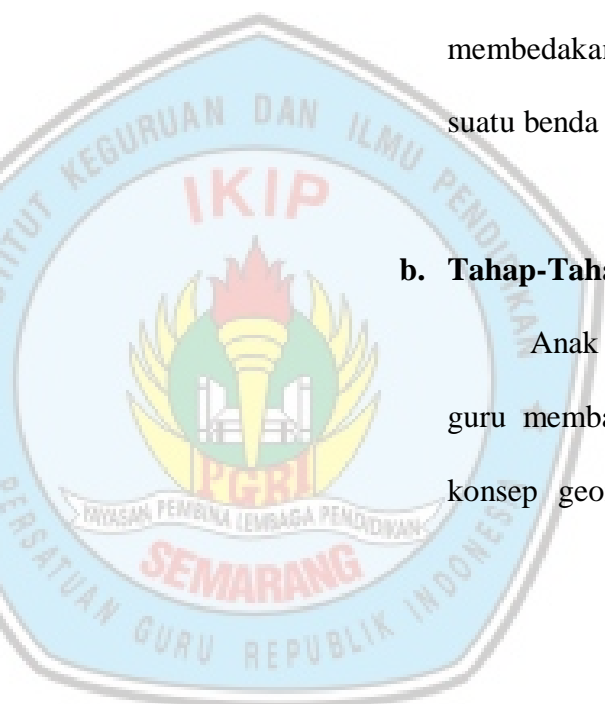 membedakan
suatu benda
b. Tahap-Taha
Anak
guru memba
konsep geo
INSTITUT KEGURUAN DAN ILMU PENDIDIKAN
IKIP
PGRI
YAYASAN PEMBINA LEMBAGA PENDIDIKAN
SEMARANG
PERSATUAN GURU REPUBLIK INDONESIA